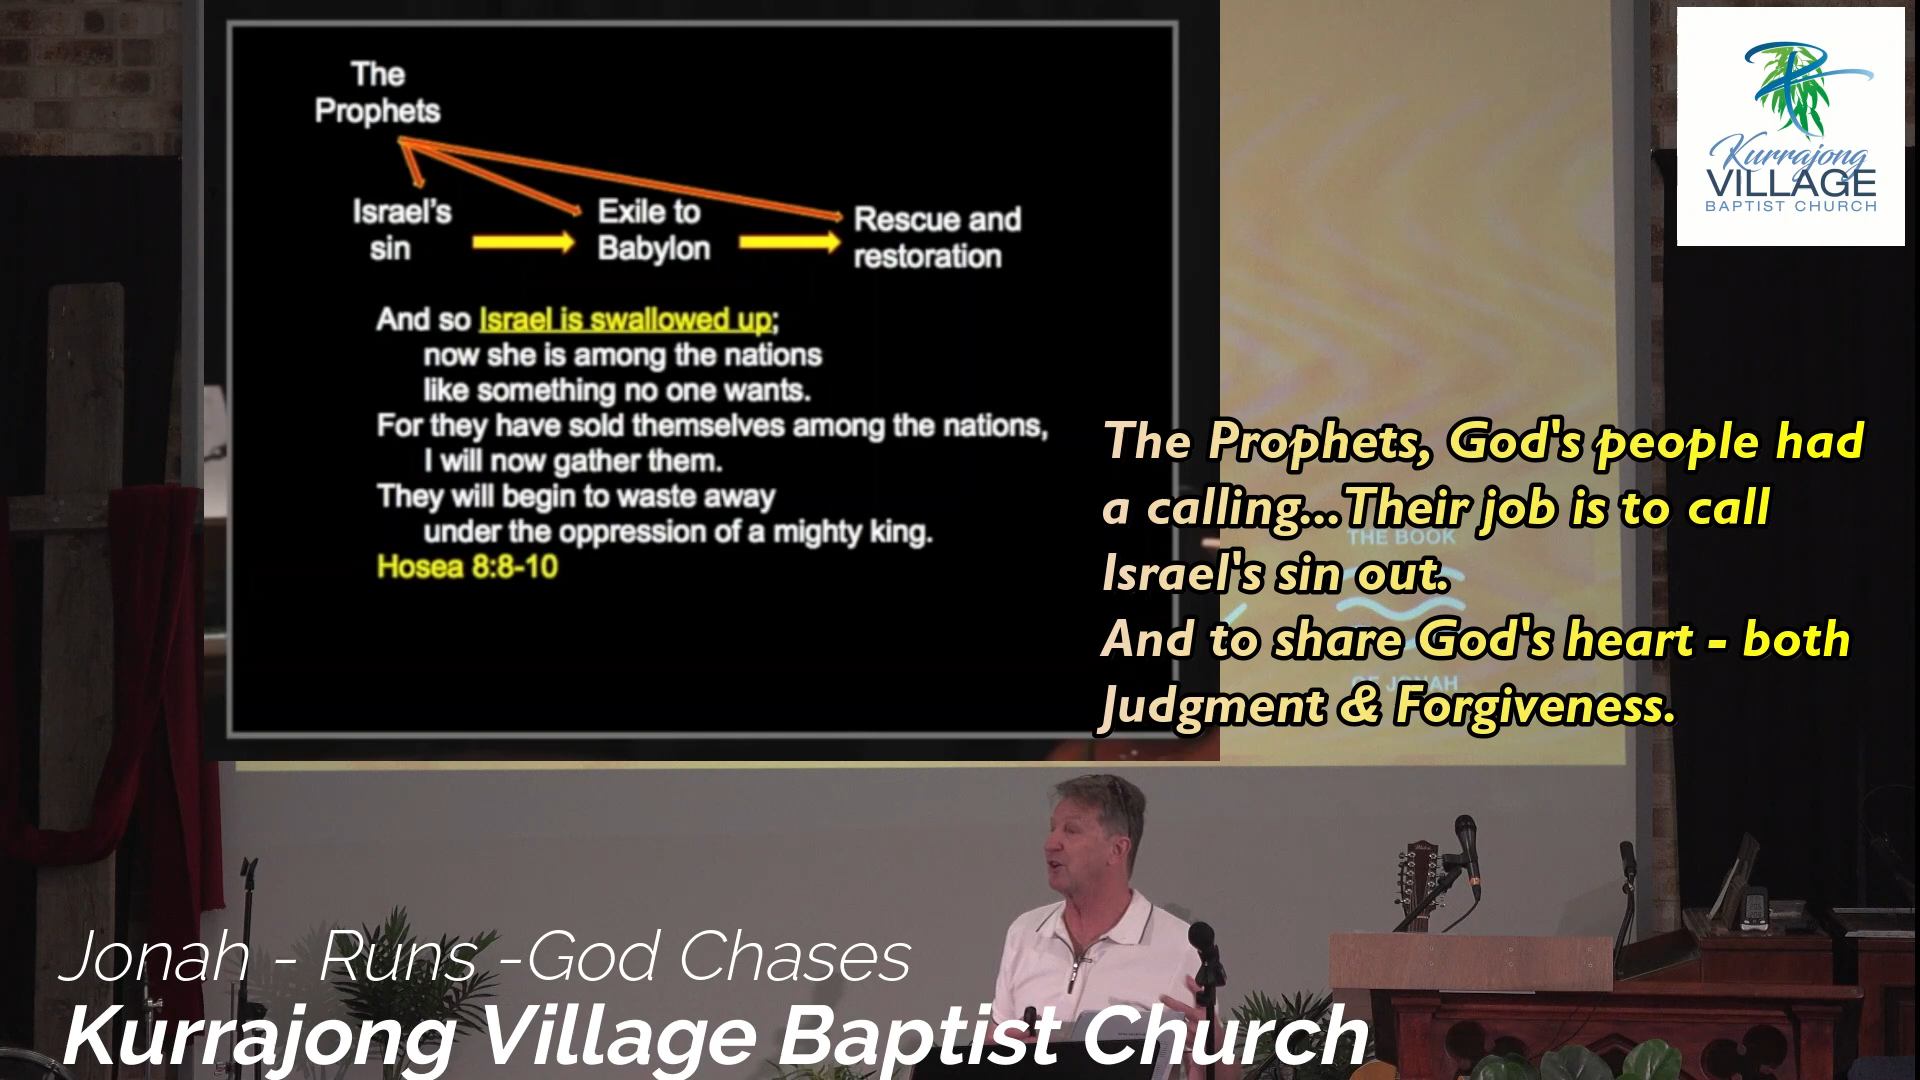 The
Prophets
Israel's
sin
Exile to
Babylon
Rescue and
restoration
And so Israel is swallowed up;
now she is among the nations
like something no one wants.
For they have sold themselves among the nations,
I will now gather them.
They will begin to waste away
under the oppression of a mighty king.
Hosea 8:8-10
Kurrajong
VILLAGE
BAPTIST CHURCH
The Prophets, God's people had
a calling...Their job is to call
Israel's sin out.
And to share God's heart - both
Judgment & Forgiveness.
THE BOOK
OF JONAH
Jonah - Runs -God Chases
Kurrajong Village Baptist Church